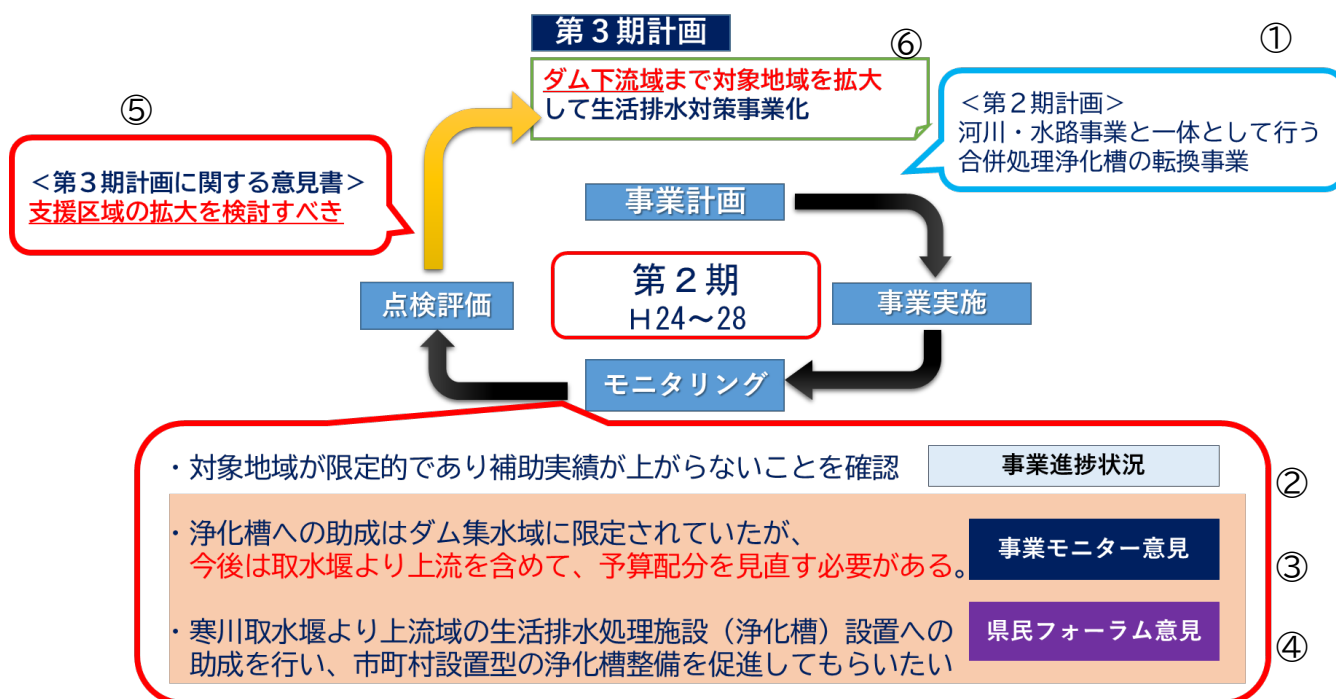 第３期計画
⑥
ダム下流域まで対象地域を拡大
して生活排水対策事業化
①
＜第２期計画＞
河川・水路事業と一体として行う
合併処理浄化槽の転換事業
⑤
＜第３期計画に関する意見書＞
支援区域の拡大を検討すべき
事業計画
第２期
Ｈ24～28
点検評価
事業実施
モニタリング
・対象地域が限定的であり補助実績が上がらないことを確認
事業進捗状況
②
・浄化槽への助成はダム集水域に限定されていたが、
今後は取水堰より上流を含めて、予算配分を見直す必要がある。
事業モニター意見
③
・寒川取水堰より上流域の生活排水処理施設（浄化槽）設置への
助成を行い、市町村設置型の浄化槽整備を促進してもらいたい
県民フォーラム意見
④